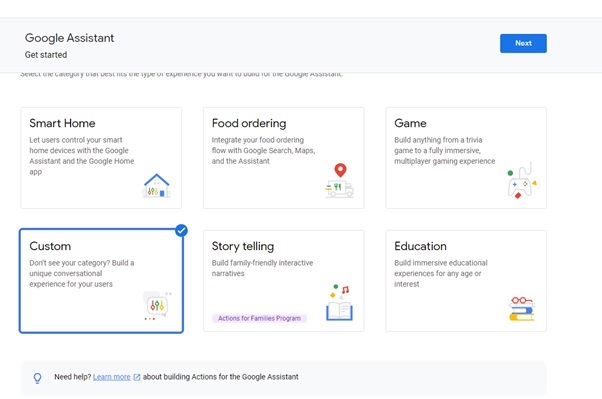 Google Assistant
Get started
Next
Select the category that best fits the type of experience you want to build for the Google Assistant.
Smart Home
Let users control your smart
home devices with the Google
Assistant and the Google Home
app
Food ordering
Integrate your food ordering
flow with Google Search, Maps,
and the Assistant
Game
Build anything from a trivia
game to a fully immersive,
multiplayer gaming experience
Custom
Don't see your category? Build a
unique conversational
experience for your users
Story telling
Build family-friendly interactive
narratives
Actions for Families Program
Education
Build immersive educational
experiences for any age or
interest
Need help? Learn more about building Actions for the Google Assistant